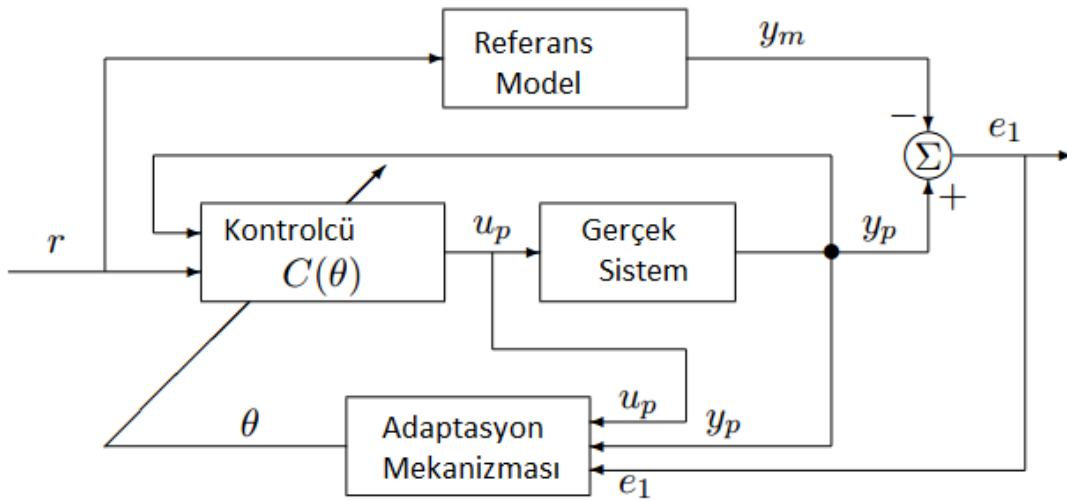 Referans
Model
y_m
−
e_1
Σ
+
r
Kontrolcü
C(θ)
u_p
Gerçek
Sistem
y_p
θ
Adaptasyon
Mekanizması
u_p
y_p
e_1